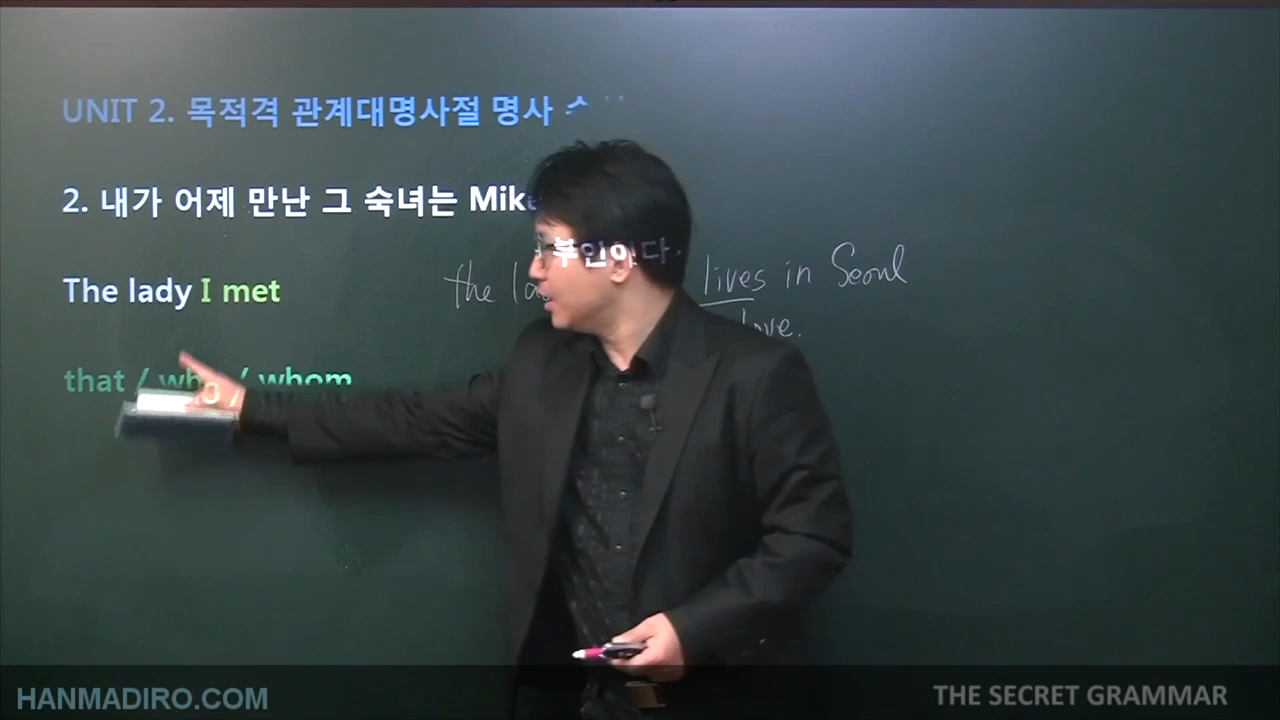 UNIT 2. 목적격 관계대명사절 명사
2. 내가 어제 만난 그 숙녀는 Mike
부인이다.
The lady I met
the la lives in Seoul
love.
that / who / whom
HANMADIRO.COM
THE SECRET GRAMMAR